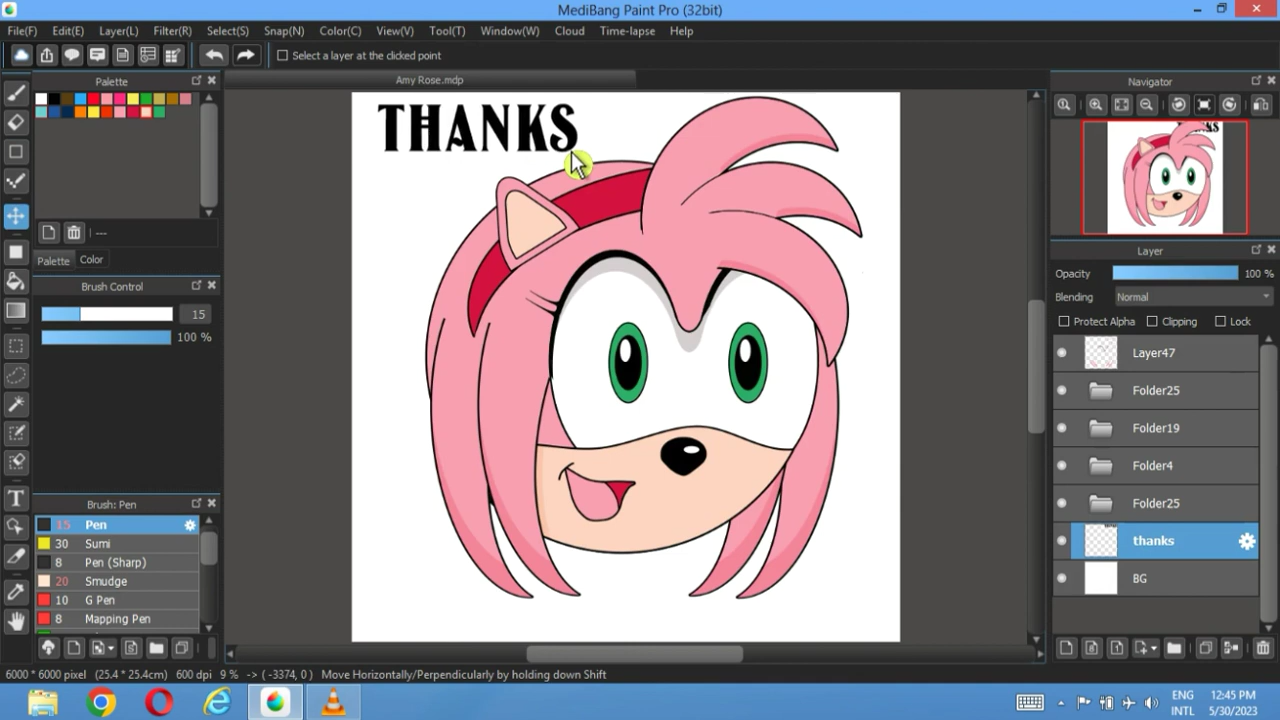 MediBang Paint Pro (32bit)
File(F) Edit(E) Layer(L) Filter(R) Select(S) Snap(N) Color(C) View(V) Tool(T) Window(W) Cloud Time-lapse Help
Select a layer at the clicked point
Palette
Amy Rose.mdp
Navigator
THANKS
---
Palette Color
Brush Control
15
100 %
Brush: Pen
15 Pen
30 Sumi
8 Pen (Sharp)
20 Smudge
10 G Pen
8 Mapping Pen
Layer
Opacity 100 %
Blending Normal
Protect Alpha Clipping Lock
Layer47
Folder25
Folder19
Folder4
Folder25
thanks
BG
6000 * 6000 pixel (25.4 * 25.4cm) 600 dpi 9 % -> (-3374, 0) Move Horizontally/Perpendicularly by holding down Shift
ENG
INTL
12:45 PM
5/30/2023